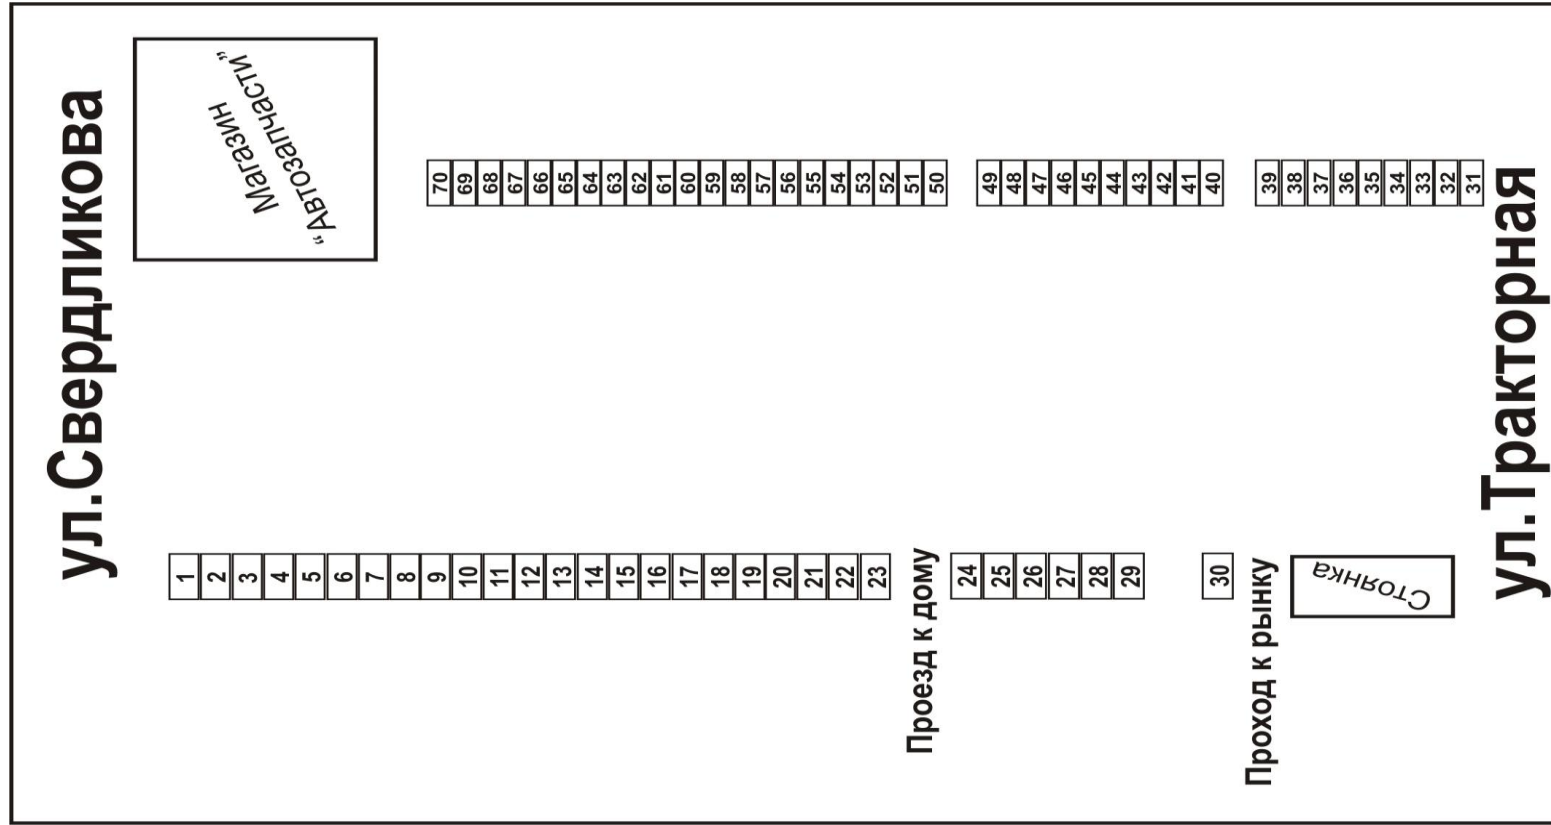 ул.Свердликова
Магазин
“Автозапчасти”
70 69 68 67 66 65 64 63 62 61 60 59 58 57 56 55 54 53 52 51 50
49 48 47 46 45 44 43 42 41 40
39 38 37 36 35 34 33 32 31
1 2 3 4 5 6 7 8 9 10 11 12 13 14 15 16 17 18 19 20 21 22 23
Проезд к дому
24 25 26 27 28 29
30
Проход к рынку
Стоянка
ул.Тракторная